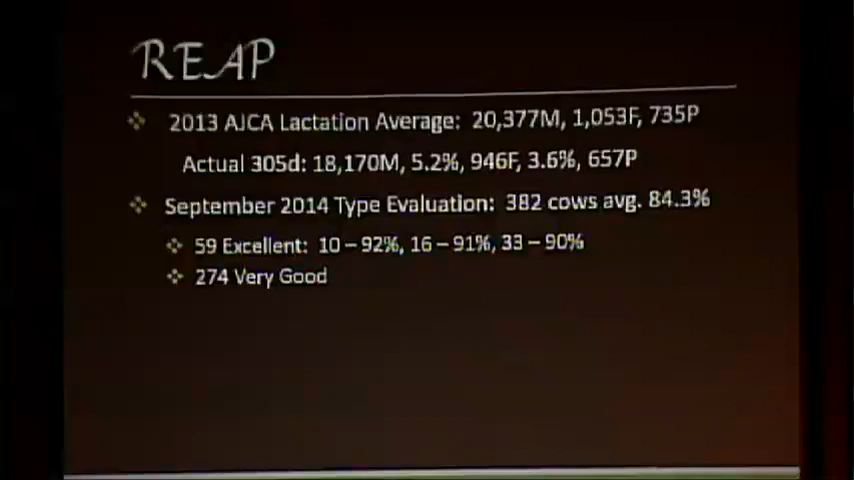 REAP
2013 AJCA Lactation Average: 20,377M, 1,053F, 735P
Actual 305d: 18,170M, 5.2%, 946F, 3.6%, 657P
September 2014 Type Evaluation: 382 cows avg. 84.3%
59 Excellent: 10 – 92%, 16 – 91%, 33 – 90%
274 Very Good